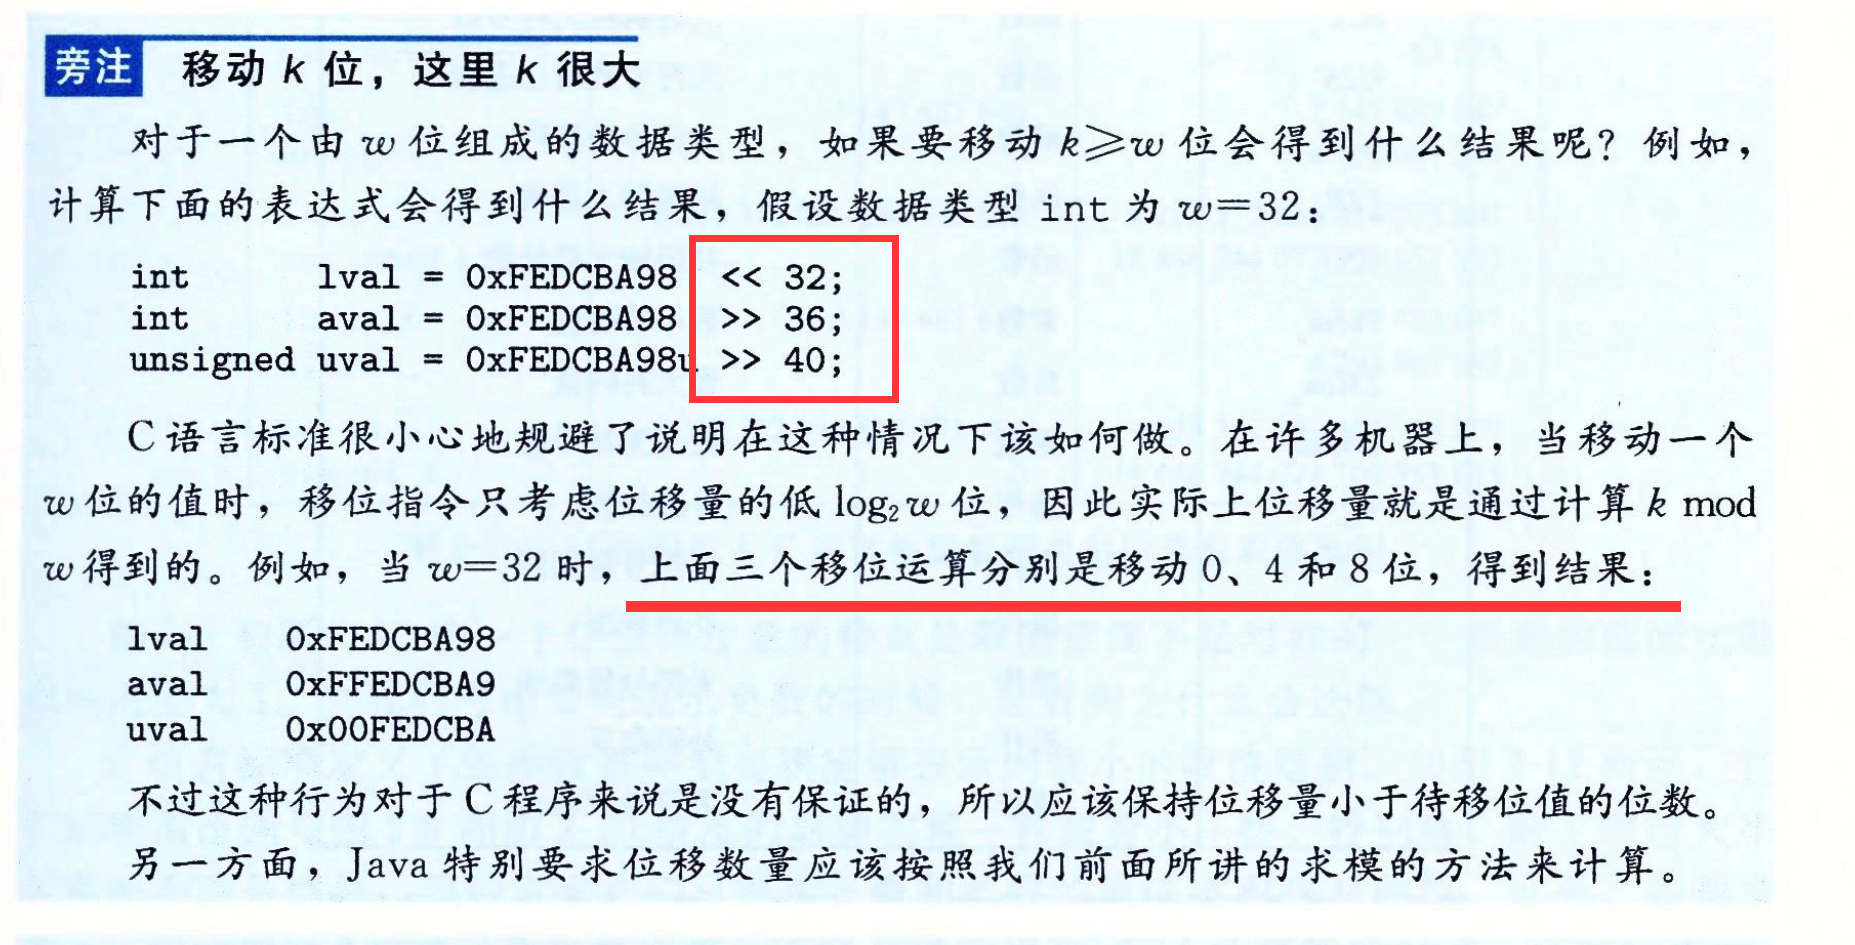 旁注 移动 k 位，这里 k 很大
对于一个由 w 位组成的数据类型，如果要移动 k≥w 位会得到什么结果呢？例如，
计算下面的表达式会得到什么结果，假设数据类型 int 为 w=32：
int lval = 0xFEDCBA98 << 32;
int aval = 0xFEDCBA98 >> 36;
unsigned uval = 0xFEDCBA98u >> 40;
C 语言标准很小心地规避了说明在这种情况下该如何做。在许多机器上，当移动一个
w 位的值时，移位指令只考虑位移量的低 log₂w 位，因此实际上位移量就是通过计算 k mod
w 得到的。例如，当 w=32 时，上面三个移位运算分别是移动 0、4 和 8 位，得到结果：
lval 0xFEDCBA98
aval 0xFFEDCBA9
uval 0x00FEDCBA
不过这种行为对于 C 程序来说是没有保证的，所以应该保持位移量小于待移位值的位数。
另一方面，Java 特别要求位移数量应该按照我们前面所讲的求模的方法来计算。